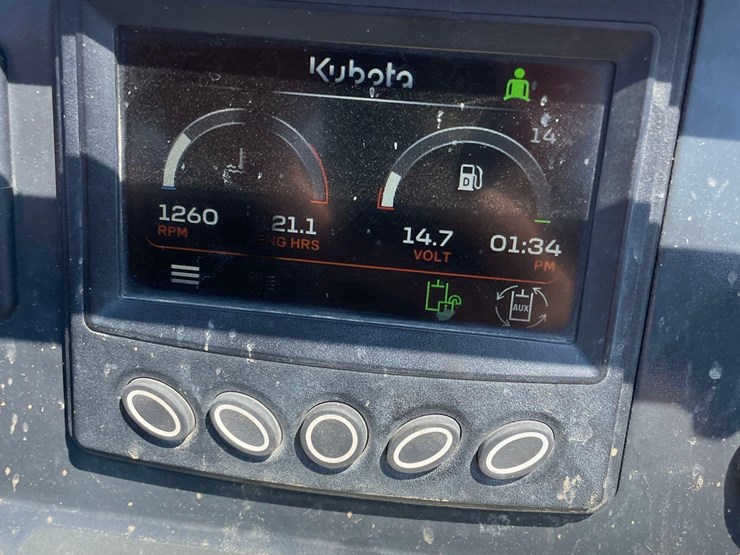 Kubota
14
D
1260
RPM
21.1
ENG HRS
14.7
VOLT
01:34
PM
AUX